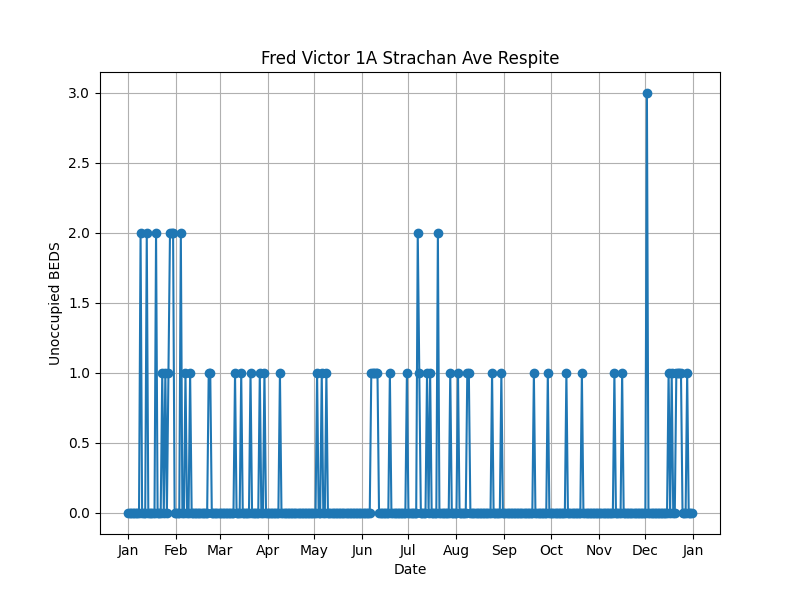 Fred Victor 1A Strachan Ave Respite
3.0
2.5
2.0
1.5
1.0
0.5
0.0
Unoccupied BEDS
Jan Feb Mar Apr May Jun Jul Aug Sep Oct Nov Dec Jan
Date